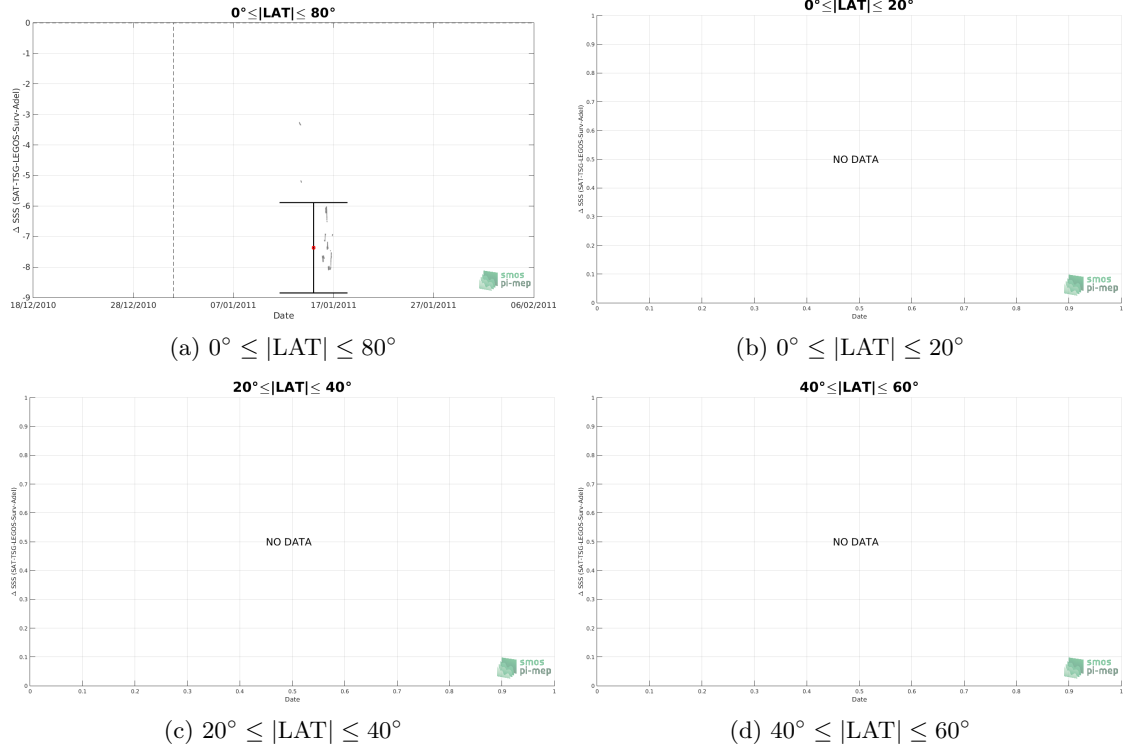 0°≤|LAT|≤ 80°
Δ SSS (SAT-TSG-LEGOS-Surv-Adel)
0
-1
-2
-3
-4
-5
-6
-7
-8
-9
18/12/2010 28/12/2010 07/01/2011 17/01/2011 27/01/2011 06/02/2011
Date
smos
pi-mep
(a) 0° ≤ |LAT| ≤ 80°
0°≤|LAT|≤ 20°
Δ SSS (SAT-TSG-LEGOS-Surv-Adel)
1
0.9
0.8
0.7
0.6
0.5
0.4
0.3
0.2
0.1
0
NO DATA
0 0.1 0.2 0.3 0.4 0.5 0.6 0.7 0.8 0.9 1
Date
smos
pi-mep
(b) 0° ≤ |LAT| ≤ 20°
20°≤|LAT|≤ 40°
Δ SSS (SAT-TSG-LEGOS-Surv-Adel)
1
0.9
0.8
0.7
0.6
0.5
0.4
0.3
0.2
0.1
0
NO DATA
0 0.1 0.2 0.3 0.4 0.5 0.6 0.7 0.8 0.9 1
Date
smos
pi-mep
(c) 20° ≤ |LAT| ≤ 40°
40°≤|LAT|≤ 60°
Δ SSS (SAT-TSG-LEGOS-Surv-Adel)
1
0.9
0.8
0.7
0.6
0.5
0.4
0.3
0.2
0.1
0
NO DATA
0 0.1 0.2 0.3 0.4 0.5 0.6 0.7 0.8 0.9 1
Date
smos
pi-mep
(d) 40° ≤ |LAT| ≤ 60°